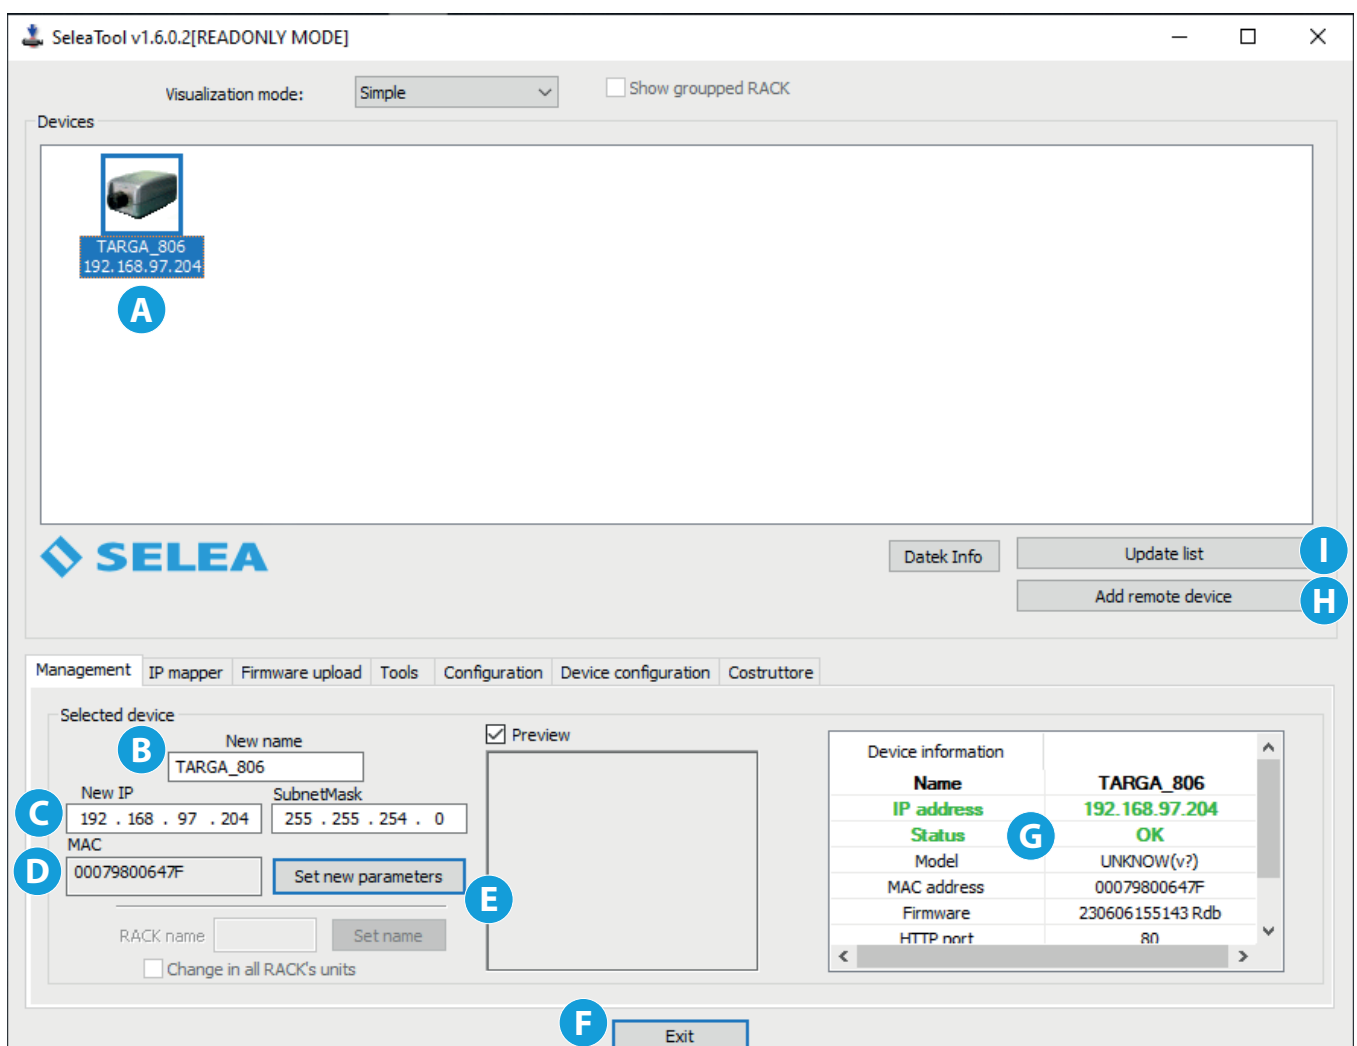 SeleaTool v1.6.0.2[READONLY MODE]
Visualization mode: Simple Show groupped RACK
Devices
TARGA_806
192.168.97.204
A
SELEA
Datek Info Update list I
Add remote device H
Management IP mapper Firmware upload Tools Configuration Device configuration Costruttore
Selected device
B New name
TARGA_806
New IP SubnetMask
C 192 . 168 . 97 . 204 255 . 255 . 254 . 0
MAC
D 00079800647F Set new parameters E
RACK name Set name
Change in all RACK's units
Preview
Device information
Name TARGA_806
IP address 192.168.97.204
Status G OK
Model UNKNOW(v?)
MAC address 00079800647F
Firmware 230606155143 Rdb
HTTP port 80
F Exit